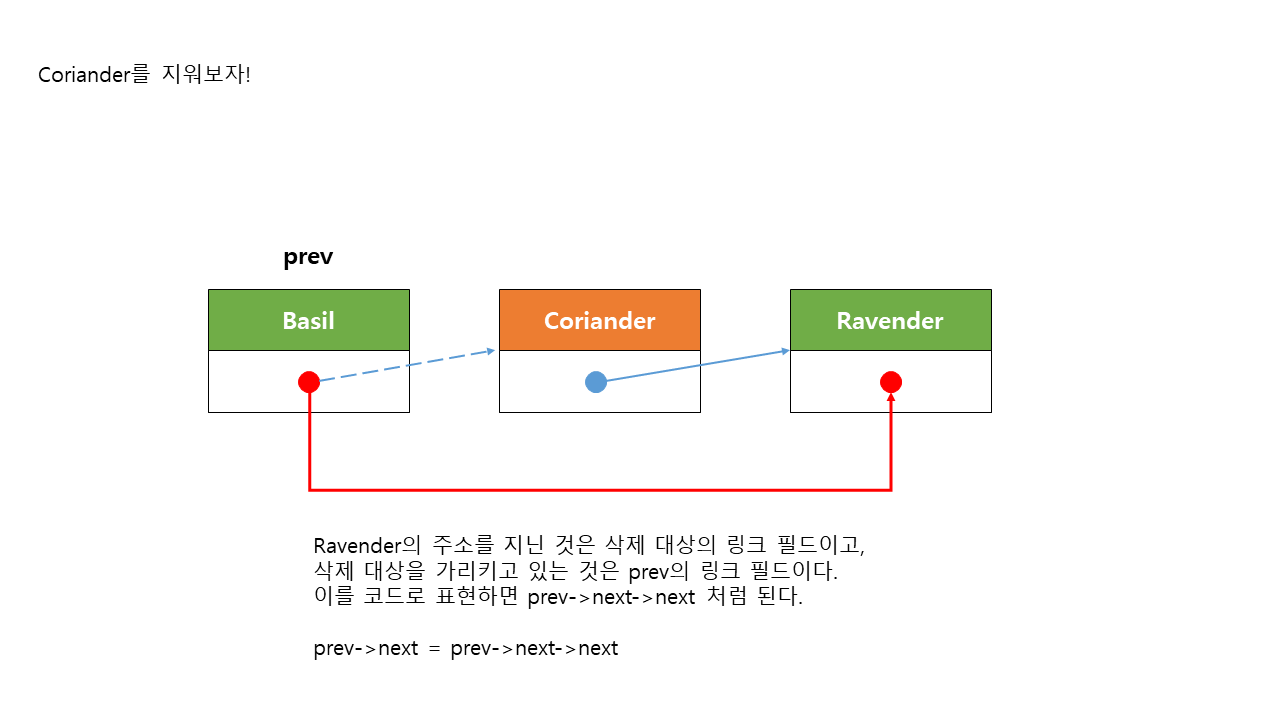 Coriander를 지워보자!
prev
Basil
Coriander
Ravender
Ravender의 주소를 지닌 것은 삭제 대상의 링크 필드이고,
삭제 대상을 가리키고 있는 것은 prev의 링크 필드이다.
이를 코드로 표현하면 prev->next->next 처럼 된다.
prev->next = prev->next->next